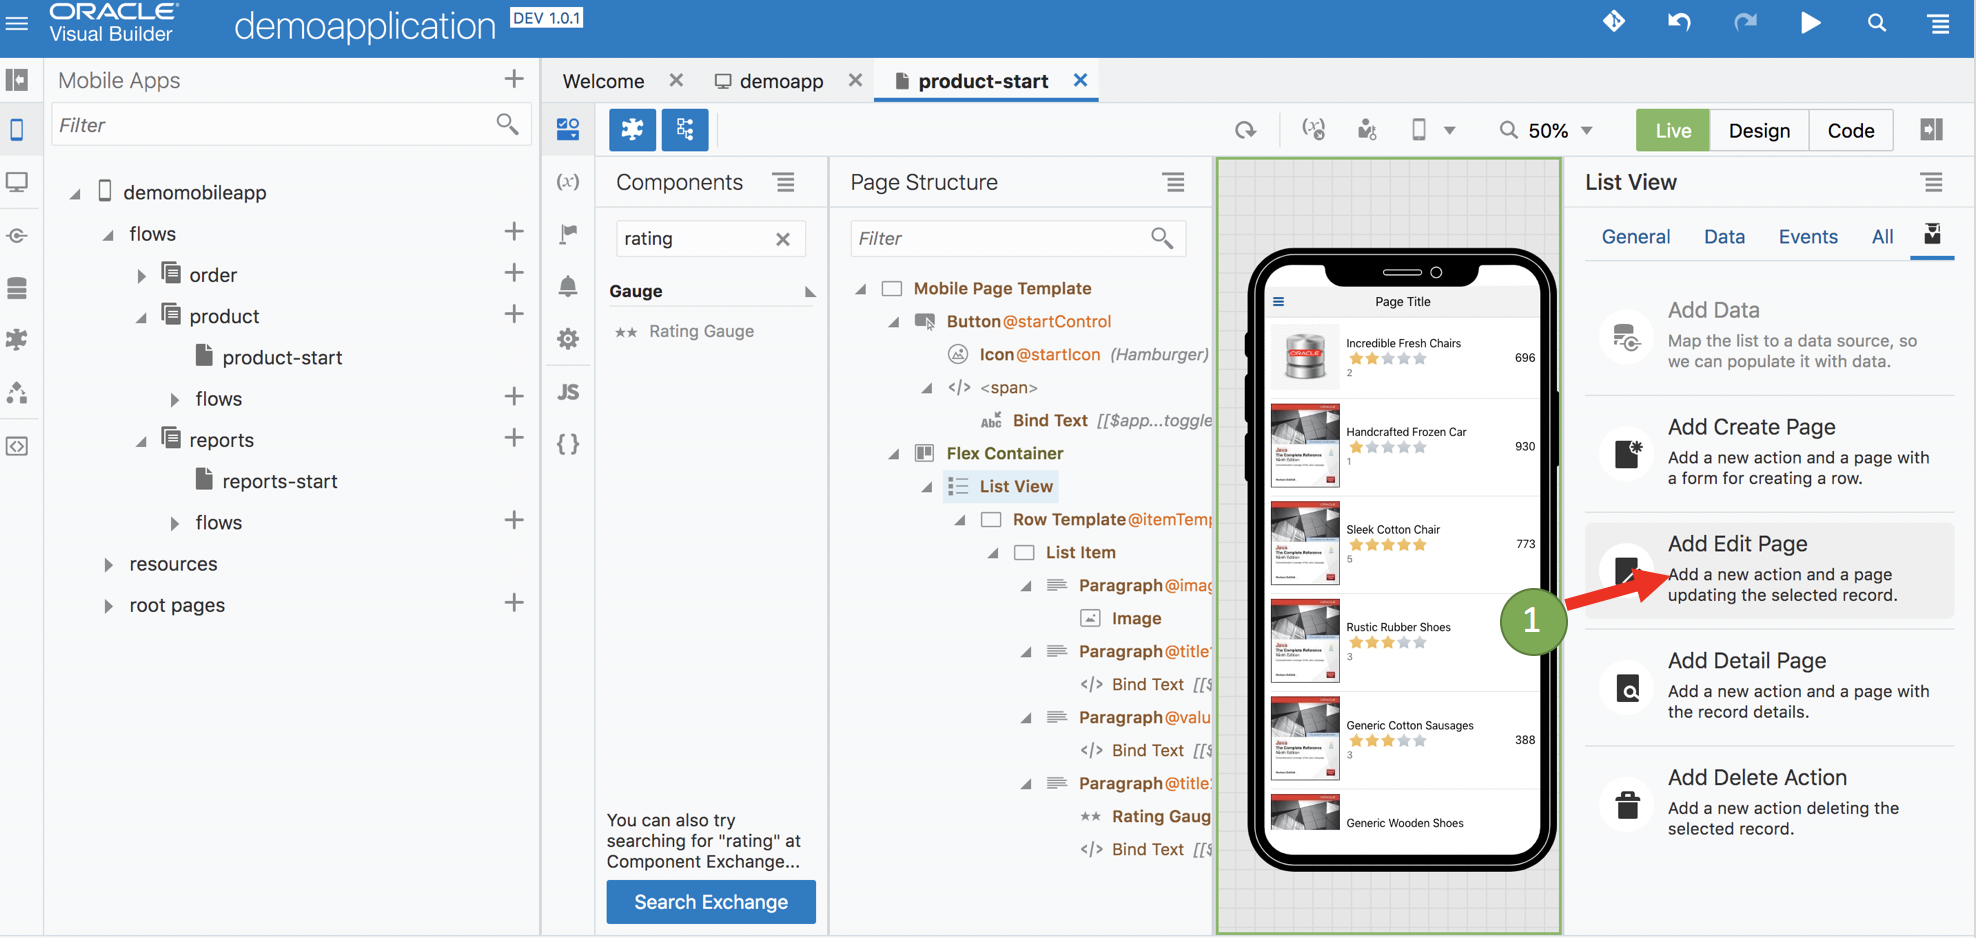 ORACLE
Visual Builder
demoapplication
DEV 1.0.1
Mobile Apps
Filter
demomobileapp
flows
order
product
product-start
flows
reports
reports-start
flows
resources
root pages
Welcome
demoapp
product-start
50%
Live
Design
Code
(x)
JS
{ }
Components
rating
Gauge
Rating Gauge
You can also try
searching for "rating" at
Component Exchange...
Search Exchange
Page Structure
Filter
Mobile Page Template
Button@startControl
Icon@startIcon (Hamburger)
</> <span>
Abc Bind Text [[$app...toggle
Flex Container
List View
Row Template@itemTemp
List Item
Paragraph@imag
Image
Paragraph@title
</> Bind Text [[$
Paragraph@valu
</> Bind Text [[$
Paragraph@title
Rating Gaug
</> Bind Text [[$
Page Title
ORACLE
Incredible Fresh Chairs
2
696
Handcrafted Frozen Car
1
930
Sleek Cotton Chair
5
773
Rustic Rubber Shoes
3
Generic Cotton Sausages
3
388
Generic Wooden Shoes
1
List View
General
Data
Events
All
Add Data
Map the list to a data source, so
we can populate it with data.
Add Create Page
Add a new action and a page with
a form for creating a row.
Add Edit Page
Add a new action and a page
updating the selected record.
Add Detail Page
Add a new action and a page with
the record details.
Add Delete Action
Add a new action deleting the
selected record.